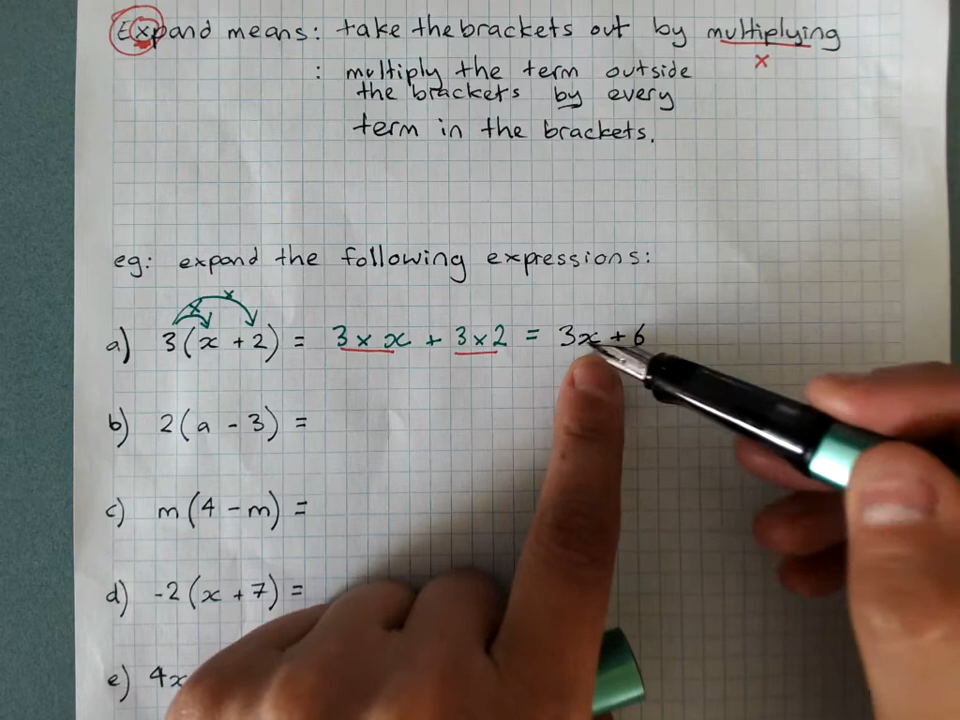 Expand means: take the brackets out by multiplying
x
: multiply the term outside
the brackets by every
term in the brackets.
eg: expand the following expressions:
x x
a) 3(x + 2) = 3 × x + 3 × 2 = 3x + 6
b) 2(a - 3) =
c) m(4 - m) =
d) -2(x + 7) =
e) 4x